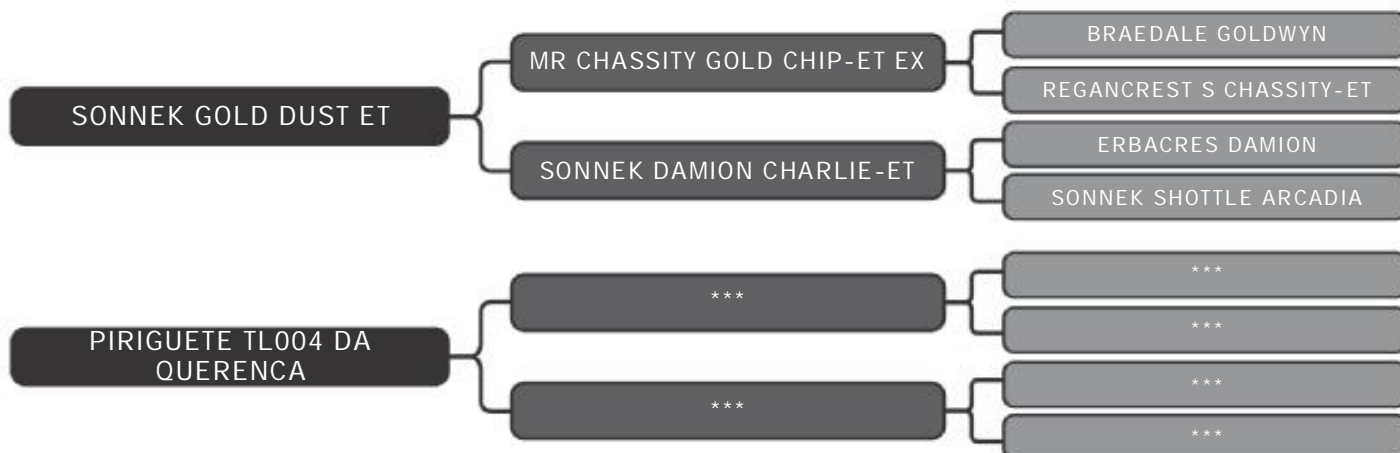 BRAEDALE GOLDWYN
MR CHASSITY GOLD CHIP-ET EX
REGANCREST S CHASSITY-ET
SONNEK GOLD DUST ET
ERBACRES DAMION
SONNEK DAMION CHARLIE-ET
SONNEK SHOTTLE ARCADIA
***
***
***
PIRIGUETE TL004 DA
QUERENCA
***
***
***